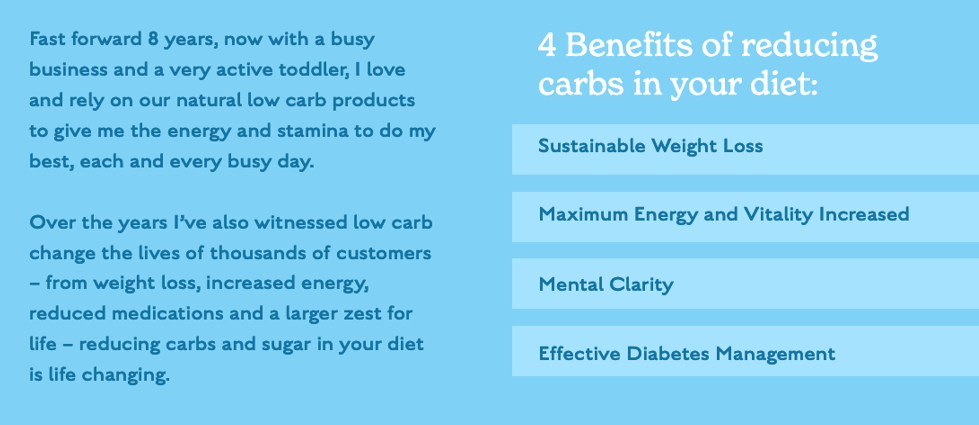 Fast forward 8 years, now with a busy
business and a very active toddler, I love
and rely on our natural low carb products
to give me the energy and stamina to do my
best, each and every busy day.
Over the years I've also witnessed low carb
change the lives of thousands of customers
– from weight loss, increased energy,
reduced medications and a larger zest for
life – reducing carbs and sugar in your diet
is life changing.
4 Benefits of reducing
carbs in your diet:
Sustainable Weight Loss
Maximum Energy and Vitality Increased
Mental Clarity
Effective Diabetes Management